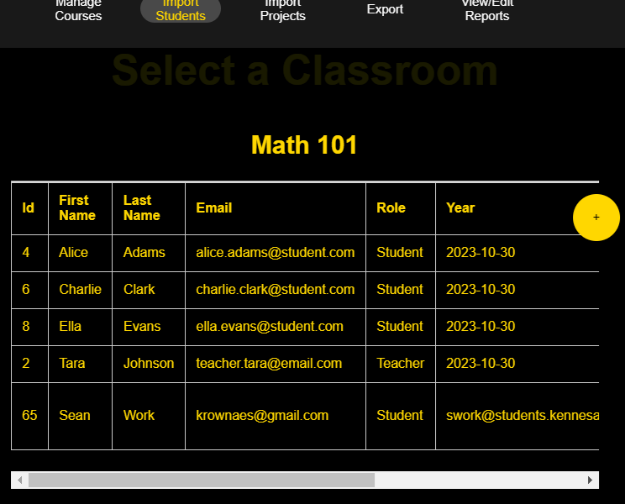 Manage Import Import View/Edit
Courses Students Projects Export Reports
Select a Classroom
Math 101
Id First Name Last Name Email Role Year
+
4 Alice Adams alice.adams@student.com Student 2023-10-30
6 Charlie Clark charlie.clark@student.com Student 2023-10-30
8 Ella Evans ella.evans@student.com Student 2023-10-30
2 Tara Johnson teacher.tara@email.com Teacher 2023-10-30
65 Sean Work krownaes@gmail.com Student swork@students.kennesa